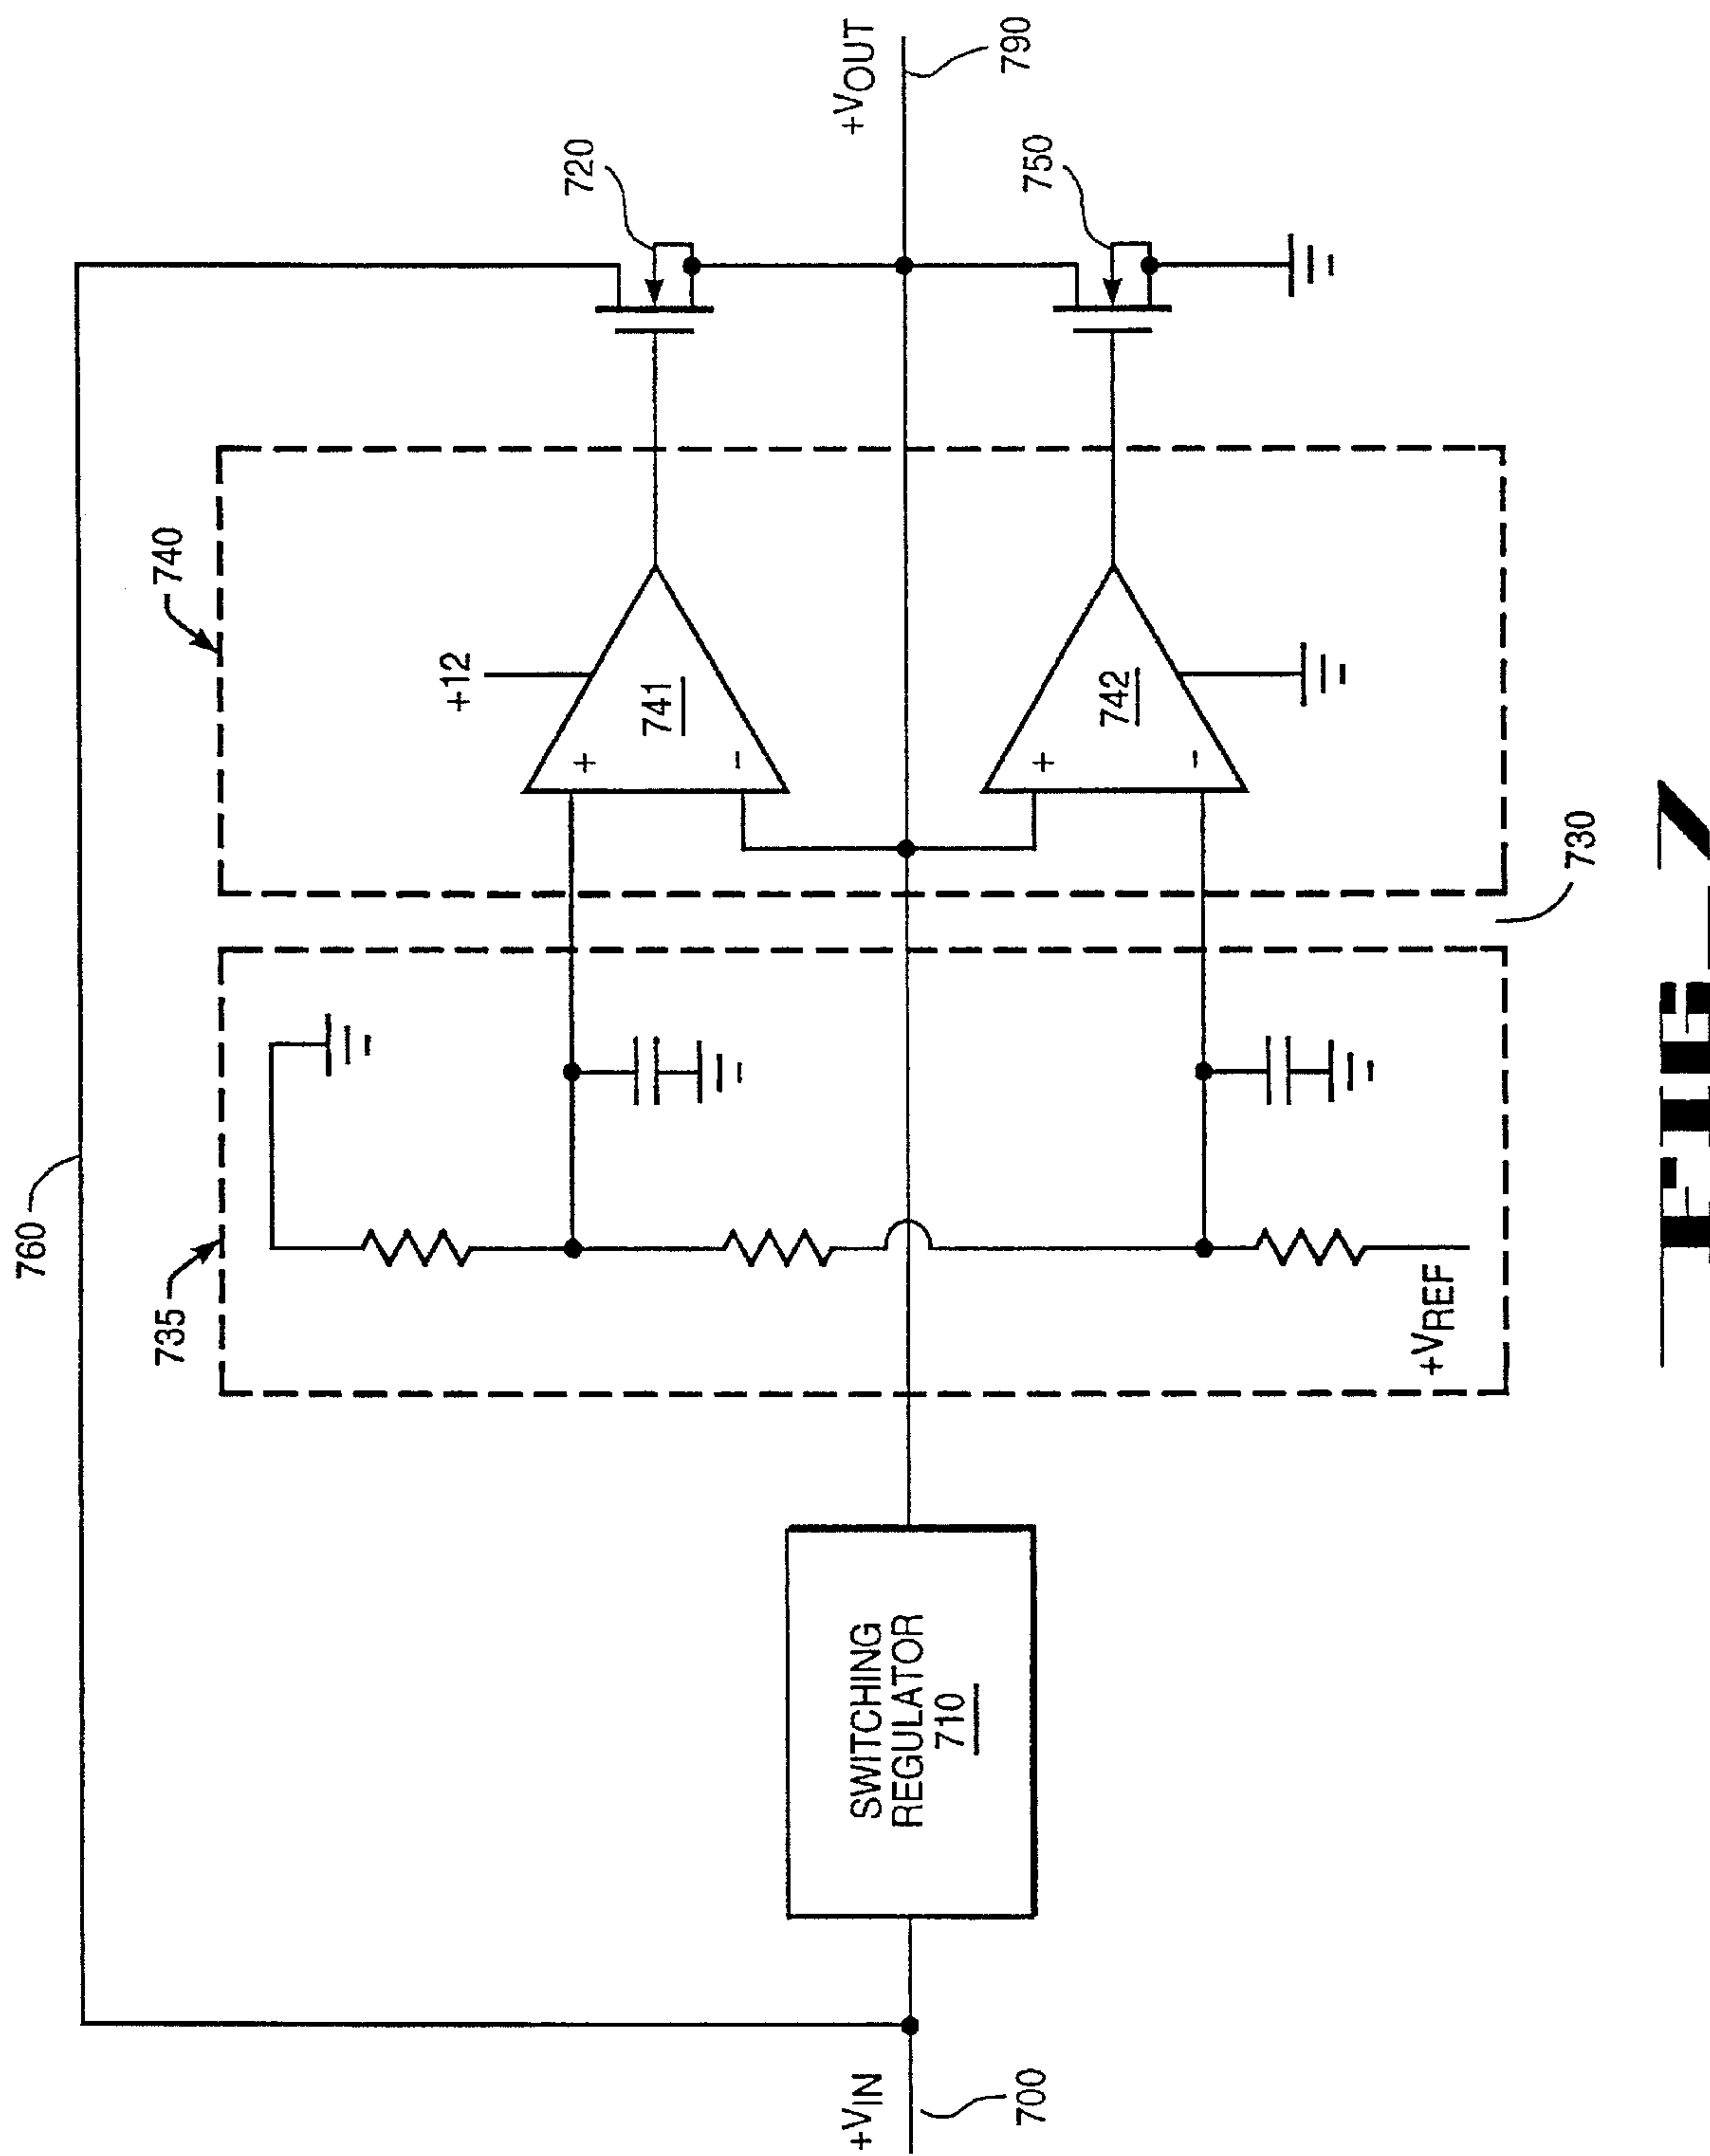 760
735
740
720
+12
+
-
741
+VIN
700
SWITCHING
REGULATOR
710
+VOUT
790
+
-
742
750
+VREF
730
FIG_7